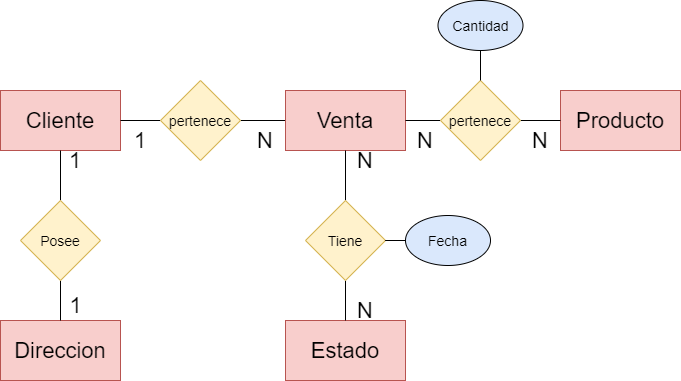 Cantidad
Cliente
pertenece
Venta
pertenece
Producto
1
N
N
N
1
N
Posee
Tiene
Fecha
1
N
Direccion
Estado